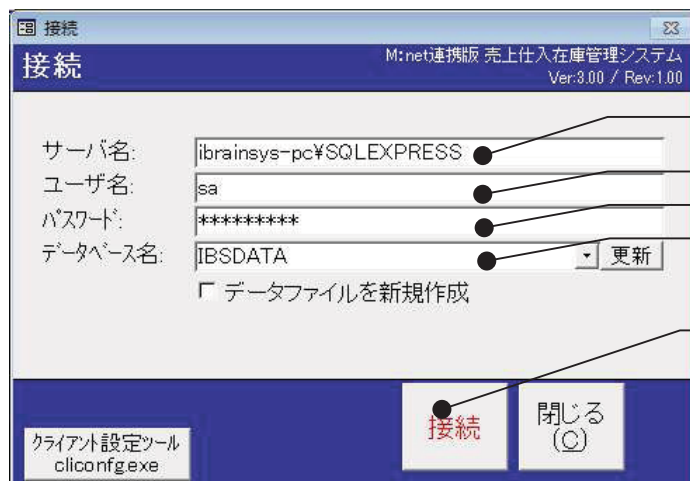 接続
接続
M:net連携版 売上仕入在庫管理システム
Ver:3.00 / Rev:1.00
サーバ名: ibrainsys-pc¥SQLEXPRESS
ユーザ名: sa
パスワード: *********
データベース名: IBSDATA 更新
データファイルを新規作成
クライアント設定ツール
cliconfg.exe
接続
閉じる
(C)